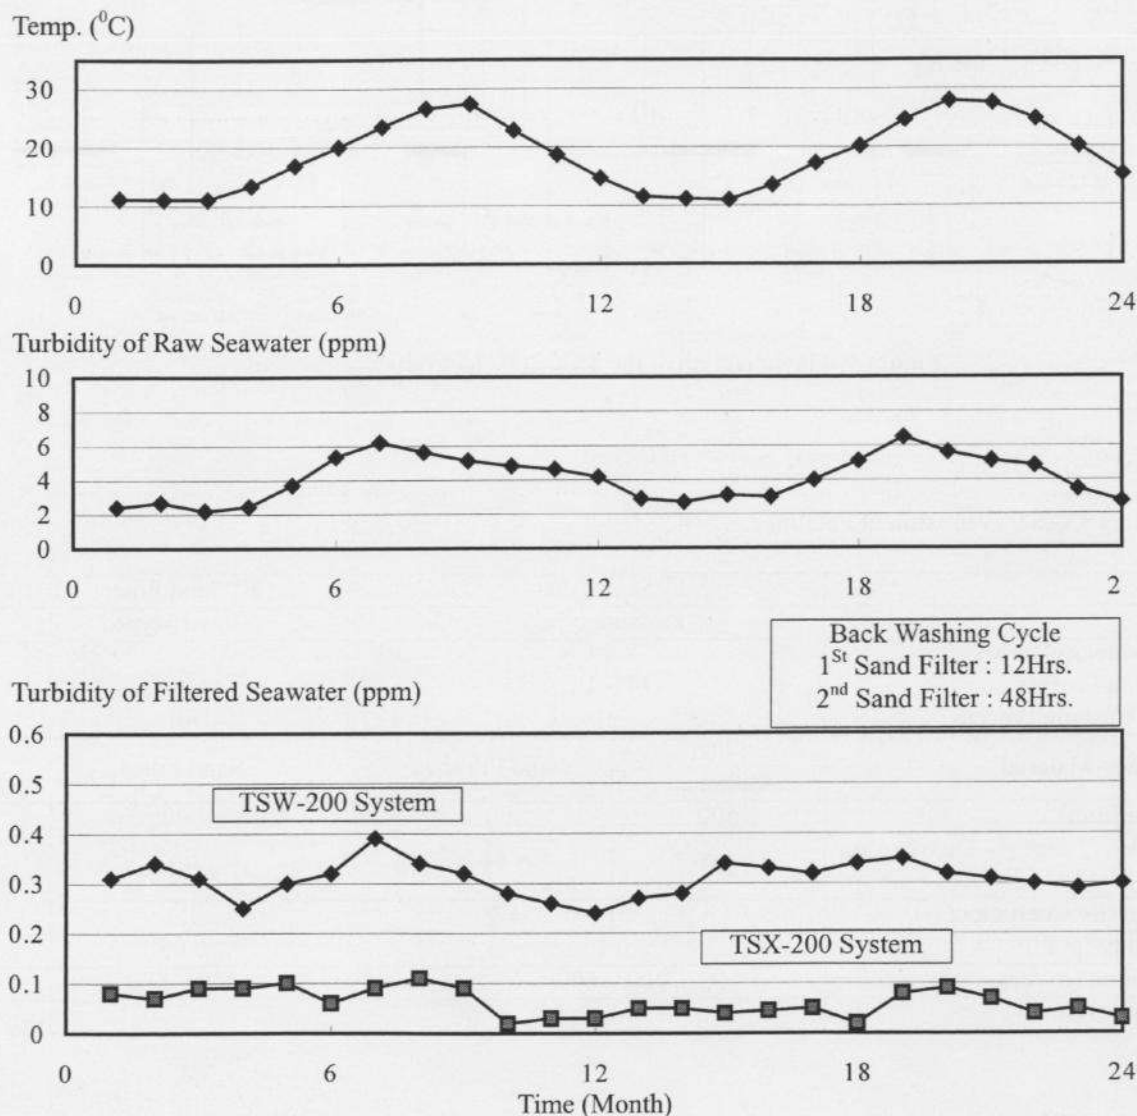 Temp. (⁰C)
30
20
10
0
0 6 12 18 24
Turbidity of Raw Seawater (ppm)
10
8
6
4
2
0
0 6 12 18 2
Back Washing Cycle
1St Sand Filter : 12Hrs.
2nd Sand Filter : 48Hrs.
Turbidity of Filtered Seawater (ppm)
0.6
0.5
TSW-200 System
0.4
0.3
0.2
TSX-200 System
0.1
0
0 6 12 18 24
Time (Month)